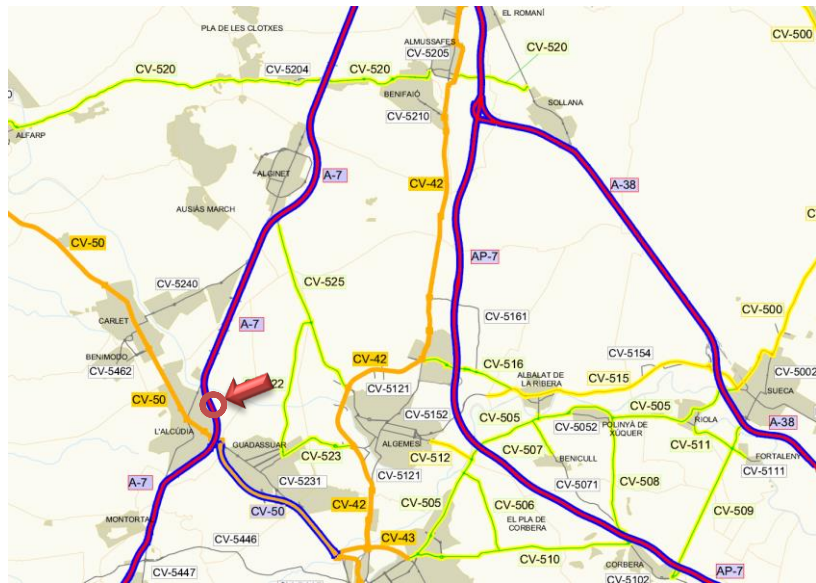 EL ROMANÍ
PLA DE LES CLOTXES
ALMUSSAFES
CV-500
CV-5205
CV-520
CV-520
CV-5204
CV-520
BENIFAIÓ
SOLLANA
CV-5210
ALFARP
ALGINET
A-7
CV-42
A-38
AUSIÀS MARCH
CV-50
AP-7
CV-525
CV-5240
CV-500
CARLET
CV-5161
A-7
BENIMODO
CV-42
CV-5154
CV-5462
CV-516
ALBALAT DE
LA RIBERA
CV-515
CV-5002
22
CV-5121
SUECA
CV-50
CV-5152
CV-505
CV-505
L'ALCÚDIA
GUADASSUAR
ALGEMESÍ
CV-5052
POLINYÀ DE
XÚQUER
RIOLA
A-38
CV-523
CV-512
CV-507
CV-511
BENICULL
FORTALENY
CV-5231
CV-5121
CV-5071
CV-508
CV-5111
A-7
CV-50
CV-42
CV-505
CV-506
CV-509
MONTORTA
EL PLA DE
CORBERA
CV-5446
CV-43
CV-510
CV-5447
CORBERA
AP-7
CV-5102